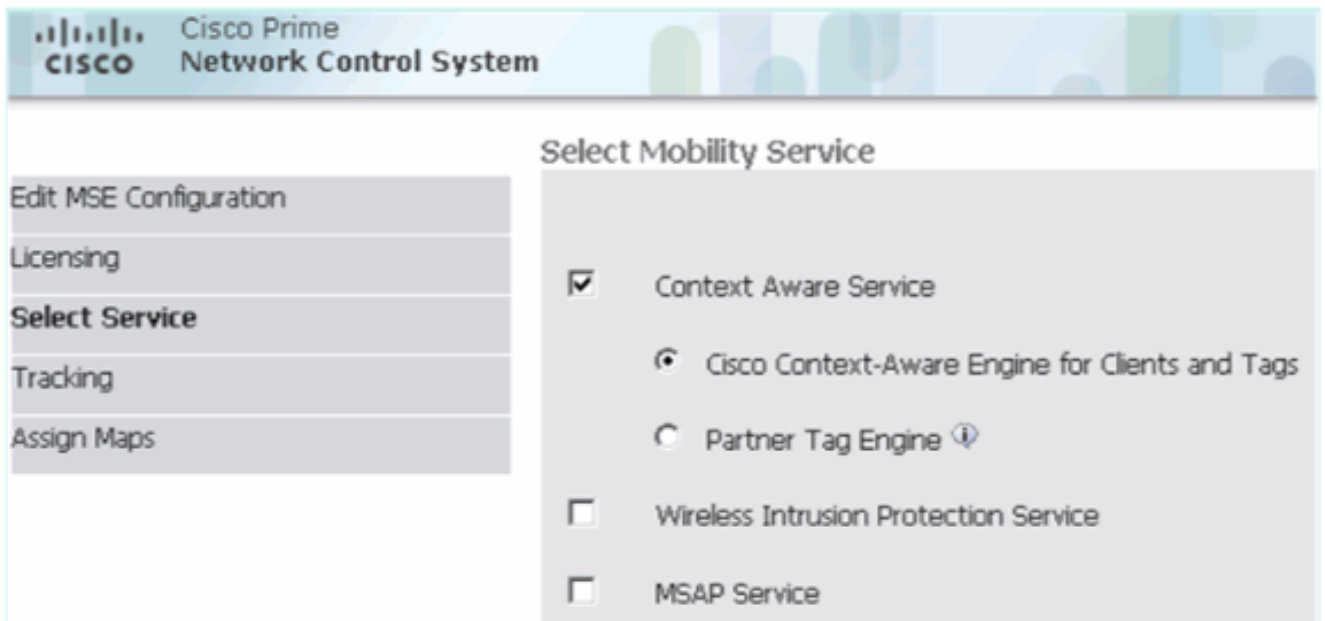 CISCO
Cisco Prime
Network Control System
Edit MSE Configuration
Licensing
Select Service
Tracking
Assign Maps
Select Mobility Service
Context Aware Service
Cisco Context-Aware Engine for Clients and Tags
Partner Tag Engine
Wireless Intrusion Protection Service
MSAP Service